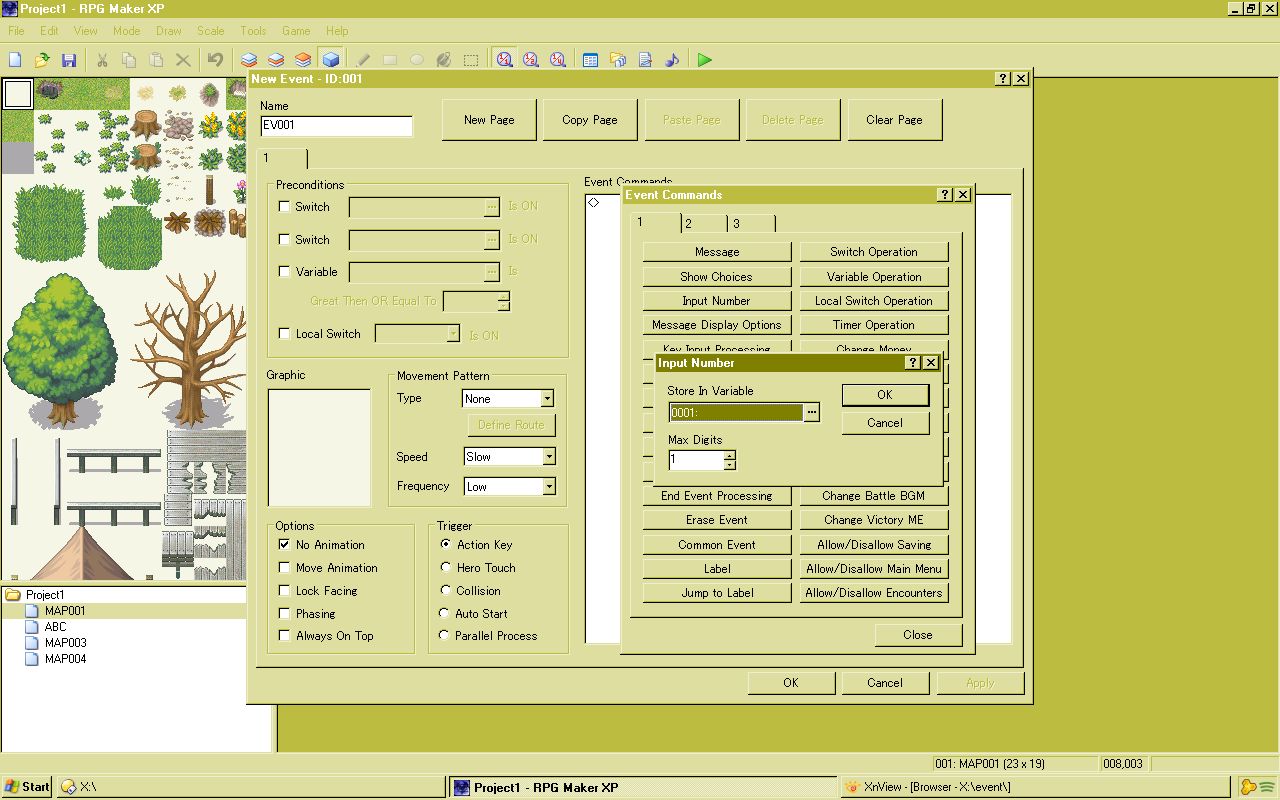 Project1 - RPG Maker XP
File Edit View Mode Draw Scale Tools Game Help
New Event - ID:001
Name
EV001
New Page
Copy Page
Paste Page
Delete Page
Clear Page
1
Preconditions
Switch Is ON
Switch Is ON
Variable Is
Great Then OR Equal To
Local Switch Is ON
Graphic
Movement Pattern
Type None
Define Route
Speed Slow
Frequency Low
Options
No Animation
Move Animation
Lock Facing
Phasing
Always On Top
Trigger
Action Key
Hero Touch
Collision
Auto Start
Parallel Process
Event Commands
Event Commands
1 2 3
Message Switch Operation
Show Choices Variable Operation
Input Number Local Switch Operation
Message Display Options Timer Operation
Key Input Processing Change Money
Input Number
Store In Variable
0001:
Max Digits
1
OK
Cancel
End Event Processing Change Battle BGM
Erase Event Change Victory ME
Common Event Allow/Disallow Saving
Label Allow/Disallow Main Menu
Jump to Label Allow/Disallow Encounters
Close
OK Cancel Apply
Project1
MAP001
ABC
MAP003
MAP004
001: MAP001 (23 x 19) 008,003
Start X:\ Project1 - RPG Maker XP XnView - [Browser - X:\event\]